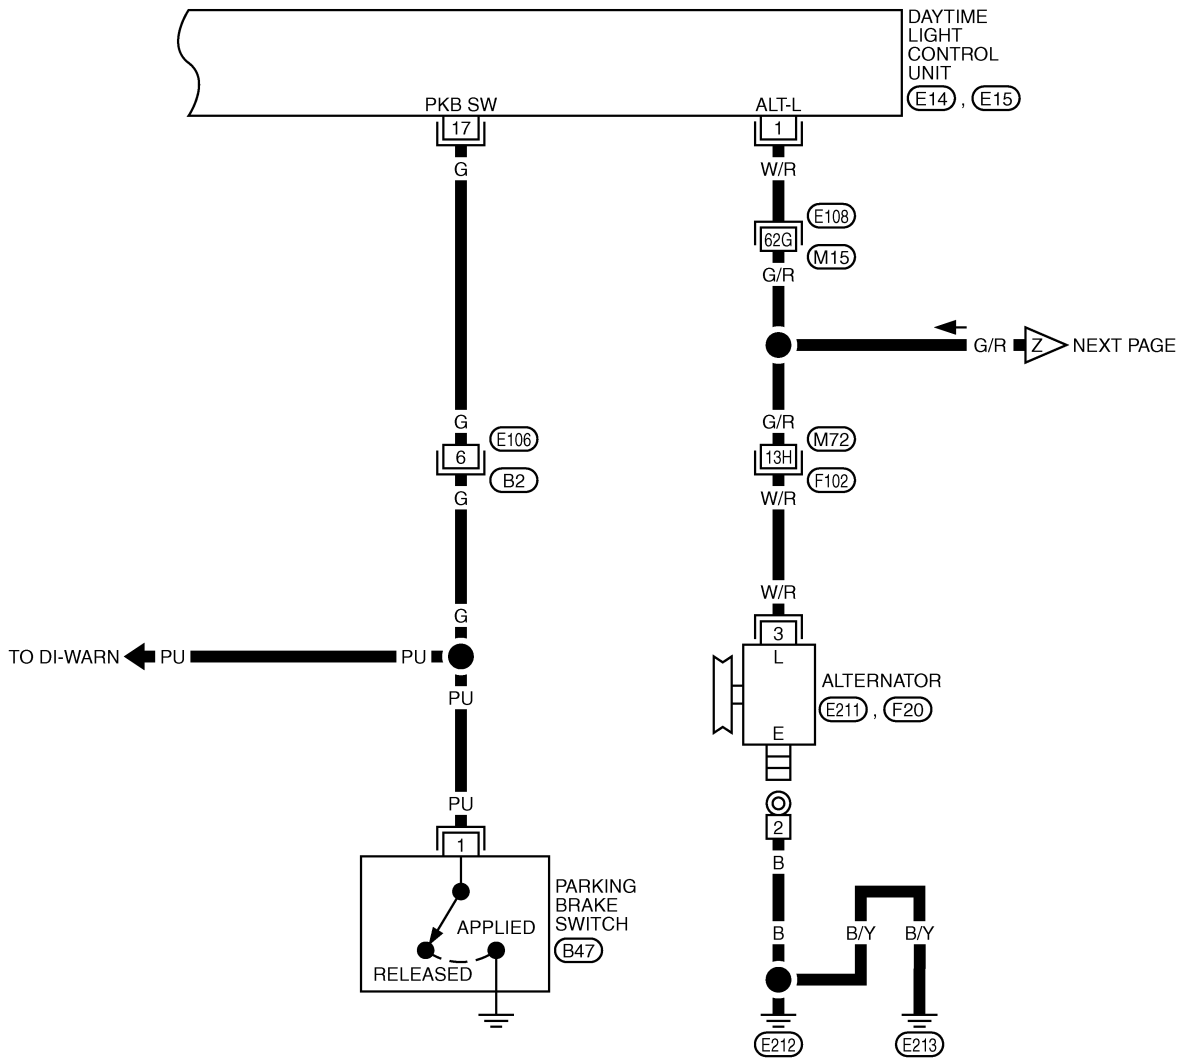 DAYTIME
LIGHT
CONTROL
UNIT
E14 , E15
PKB SW
ALT-L
17
1
G
W/R
E108
62G
M15
G/R
G/R
Z
NEXT PAGE
G
G/R
E106
M72
6
13H
B2
F102
G
W/R
G
W/R
3
L
TO DI-WARN
PU
PU
PU
ALTERNATOR
E211 , F20
E
PU
2
1
B
PARKING
BRAKE
SWITCH
B47
APPLIED
RELEASED
B
B/Y
B/Y
E212
E213